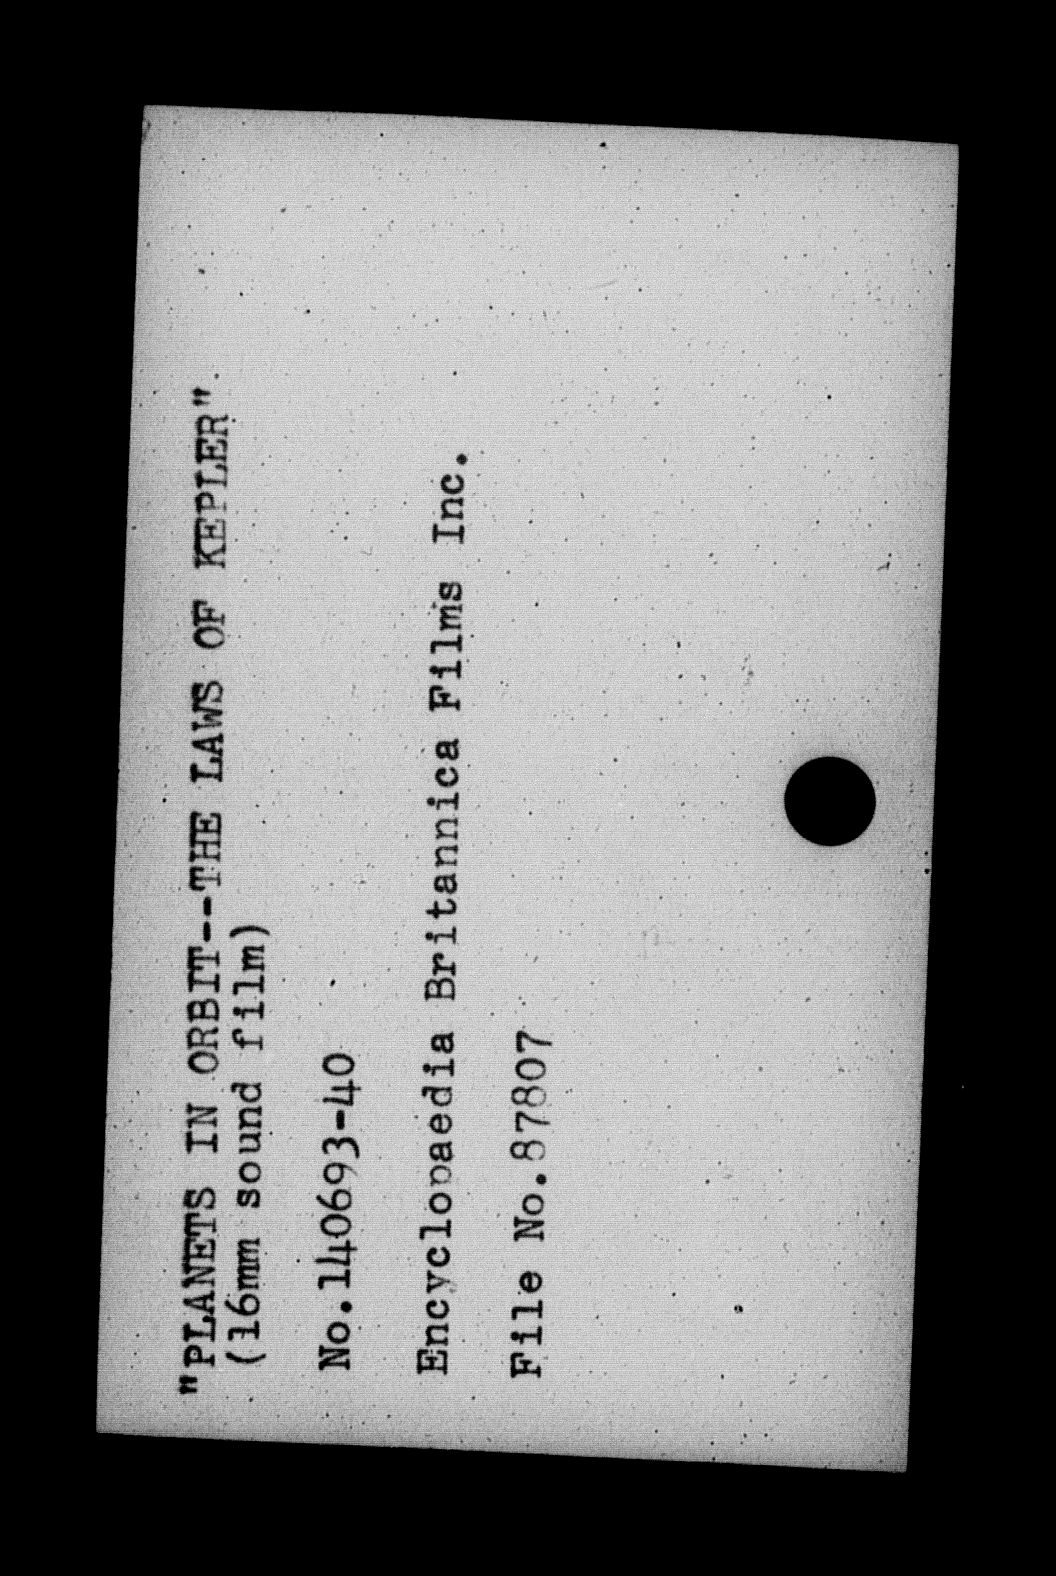 "PLANETS IN ORBIT--THE LAWS OF KEPLER"
(16mm sound film)
No.140693-40
Encyclopaedia Britannica Films Inc.
File No.87807